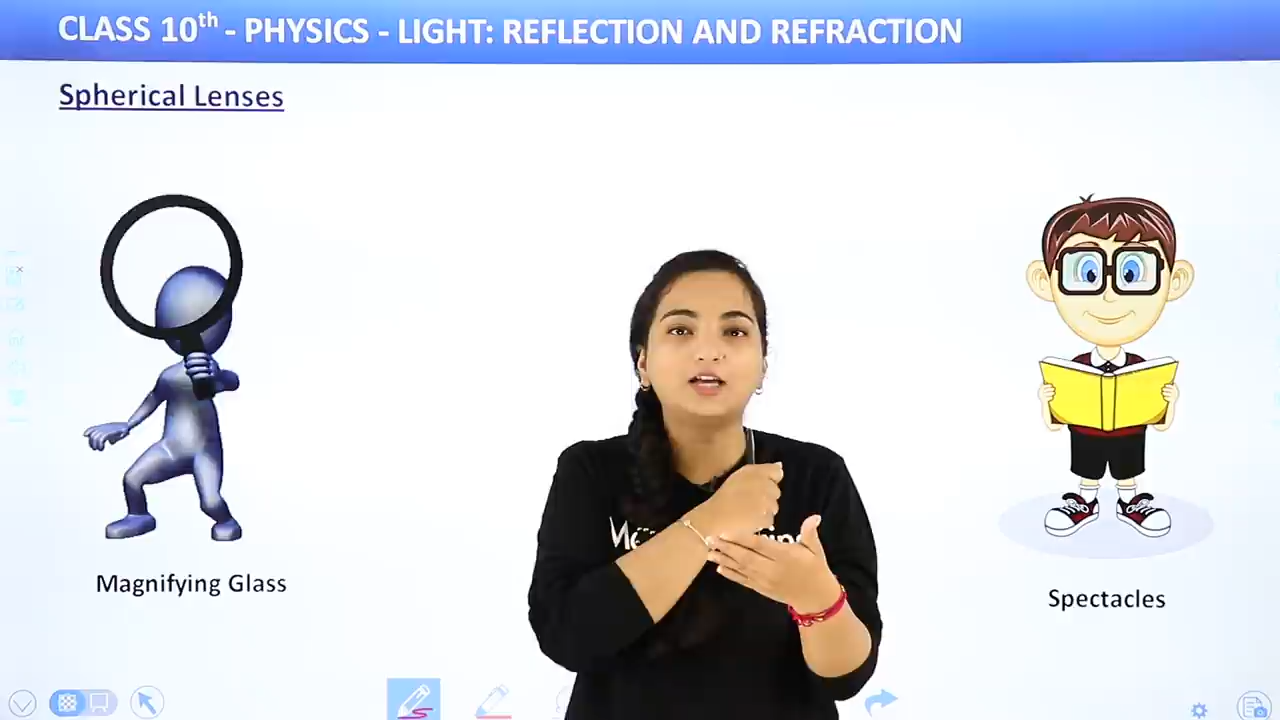 CLASS 10th - PHYSICS - LIGHT: REFLECTION AND REFRACTION
Spherical Lenses
Magnifying Glass
Spectacles